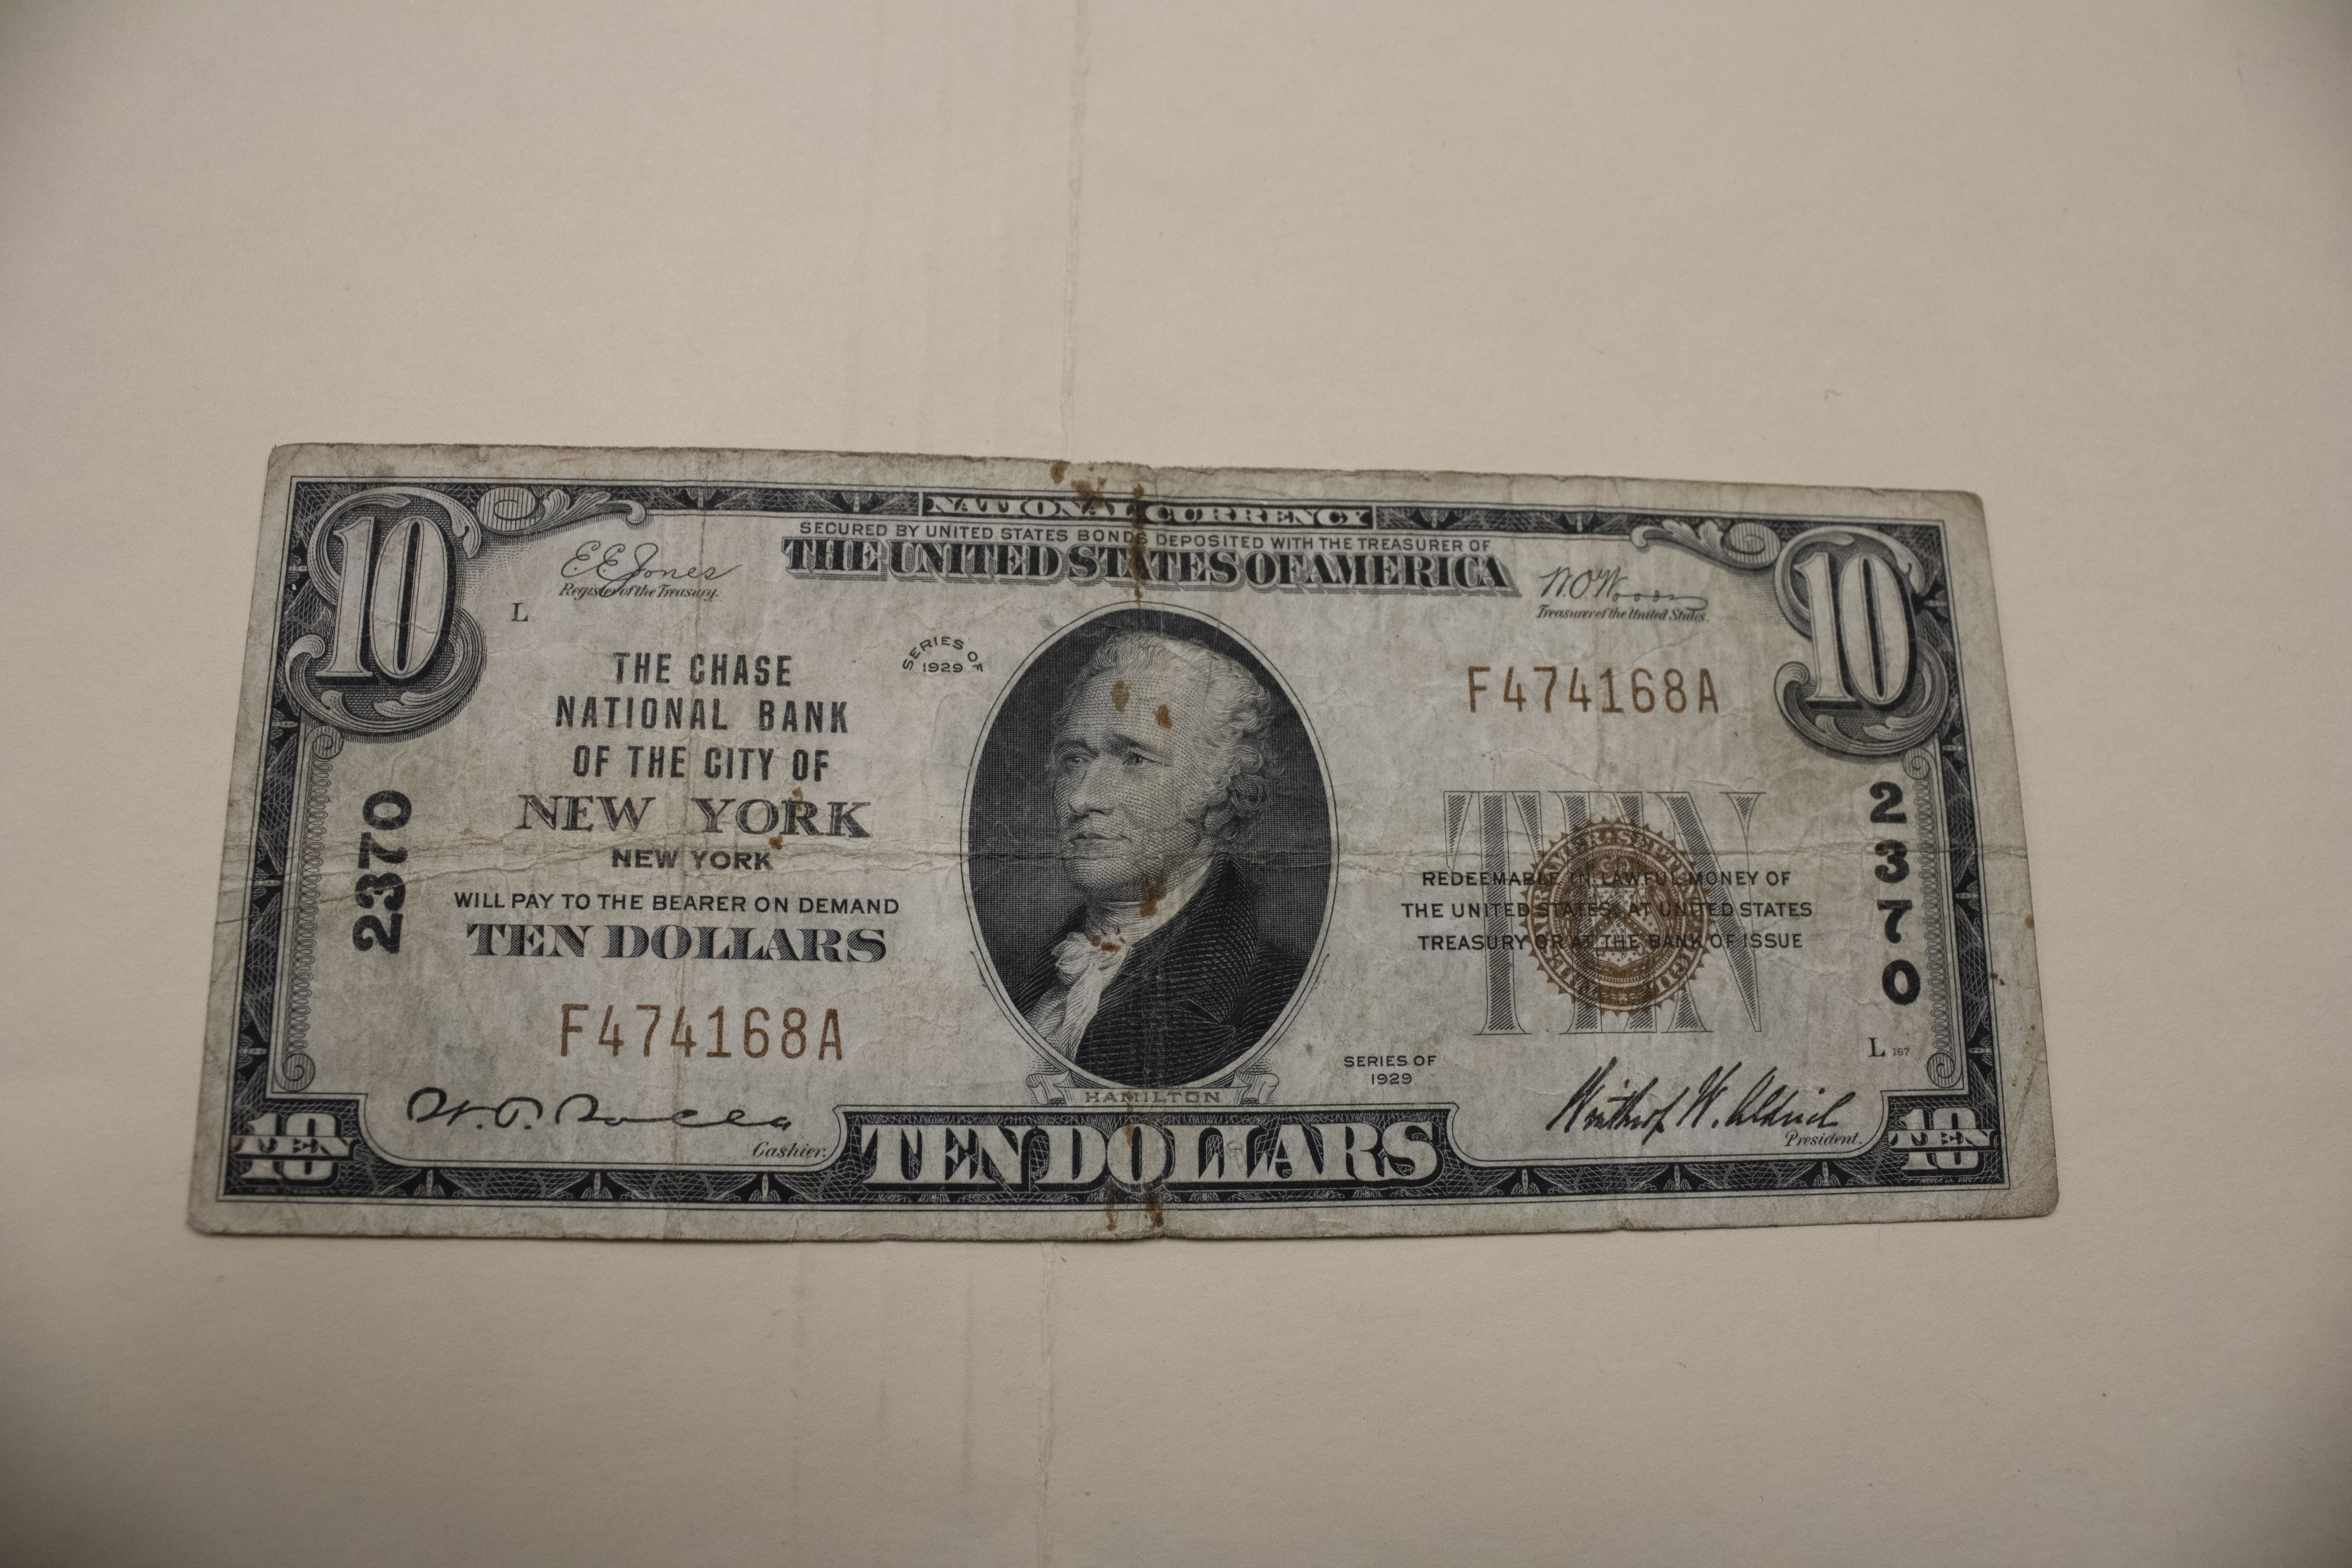 10
NATIONAL CURRENCY
SECURED BY UNITED STATES BONDS DEPOSITED WITH THE TREASURER OF
THE UNITED STATES OF AMERICA
10
E.E. Jones
Register of the Treasury.
W.O. Woods
Treasurer of the United States.
L
SERIES OF
1929
THE CHASE
NATIONAL BANK
OF THE CITY OF
NEW YORK
NEW YORK
WILL PAY TO THE BEARER ON DEMAND
TEN DOLLARS
F474168A
2370
F474168A
TEN
REDEEMABLE IN LAWFUL MONEY OF
THE UNITED STATES AT UNITED STATES
TREASURY OR AT THE BANK OF ISSUE
2370
L 167
SERIES OF
1929
HAMILTON
Cashier.
Winthrop W. Aldrich
President.
10
TEN
TEN DOLLARS
10
TEN